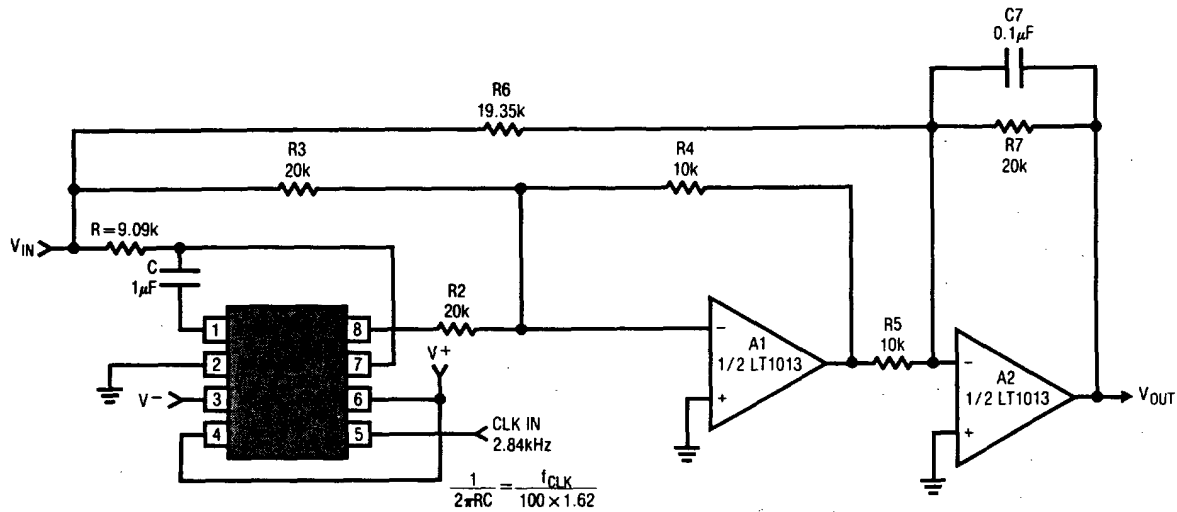 C7
0.1µF
R6
19.35k
R7
20k
R3
20k
R4
10k
R=9.09k
VIN
C
1µF
R2
20k
1
8
2
7
V+
3
6
V−
4
5
CLK IN
2.84kHz
A1
1/2 LT1013
−
+
R5
10k
A2
1/2 LT1013
−
+
VOUT
1/2πRC = fCLK/100 × 1.62